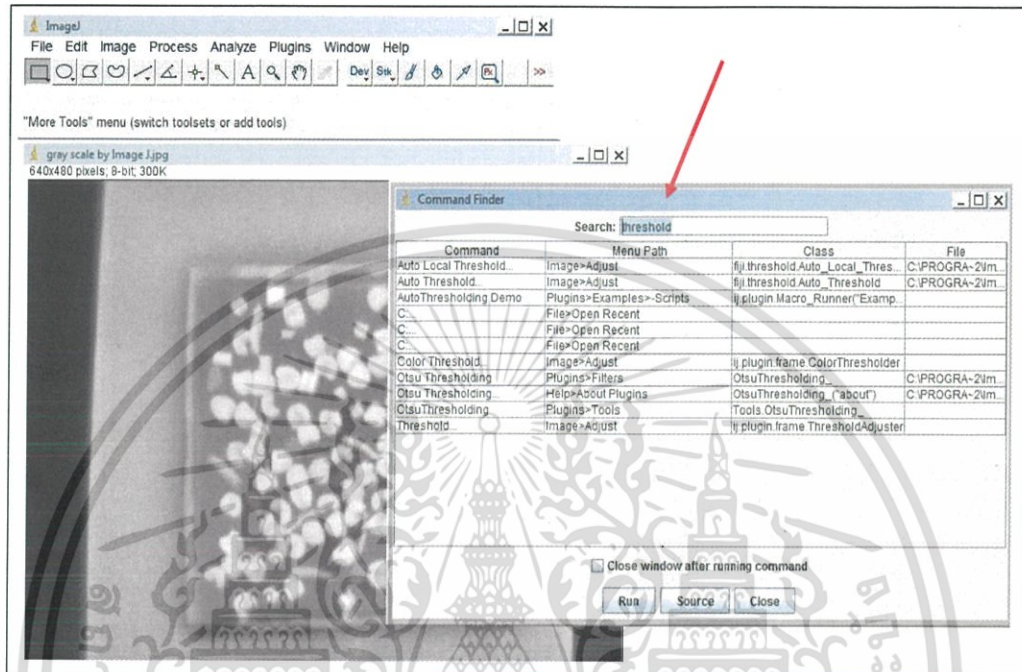 ImageJ
File Edit Image Process Analyze Plugins Window Help
A Dev Stk >>
"More Tools" menu (switch toolsets or add tools)
gray scale by Image J.jpg
640x480 pixels; 8-bit; 300K
Command Finder
Search: threshold
Command Menu Path Class File
Auto Local Threshold... Image>Adjust fiji.threshold.Auto_Local_Thres... C:\PROGRA~2\Im...
Auto Threshold... Image>Adjust fiji.threshold.Auto_Threshold C:\PROGRA~2\Im...
AutoThresholding Demo Plugins>Examples>-Scripts ij.plugin.Macro_Runner("Examp...
C:... File>Open Recent
C:... File>Open Recent
C:... File>Open Recent
Color Threshold... Image>Adjust ij.plugin.frame.ColorThresholder
Otsu Thresholding Plugins>Filters OtsuThresholding_ C:\PROGRA~2\Im...
Otsu Thresholding... Help>About Plugins OtsuThresholding_("about") C:\PROGRA~2\Im...
OtsuThresholding Plugins>Tools Tools.OtsuThresholding_
Threshold... Image>Adjust ij.plugin.frame.ThresholdAdjuster
Close window after running command
Run Source Close